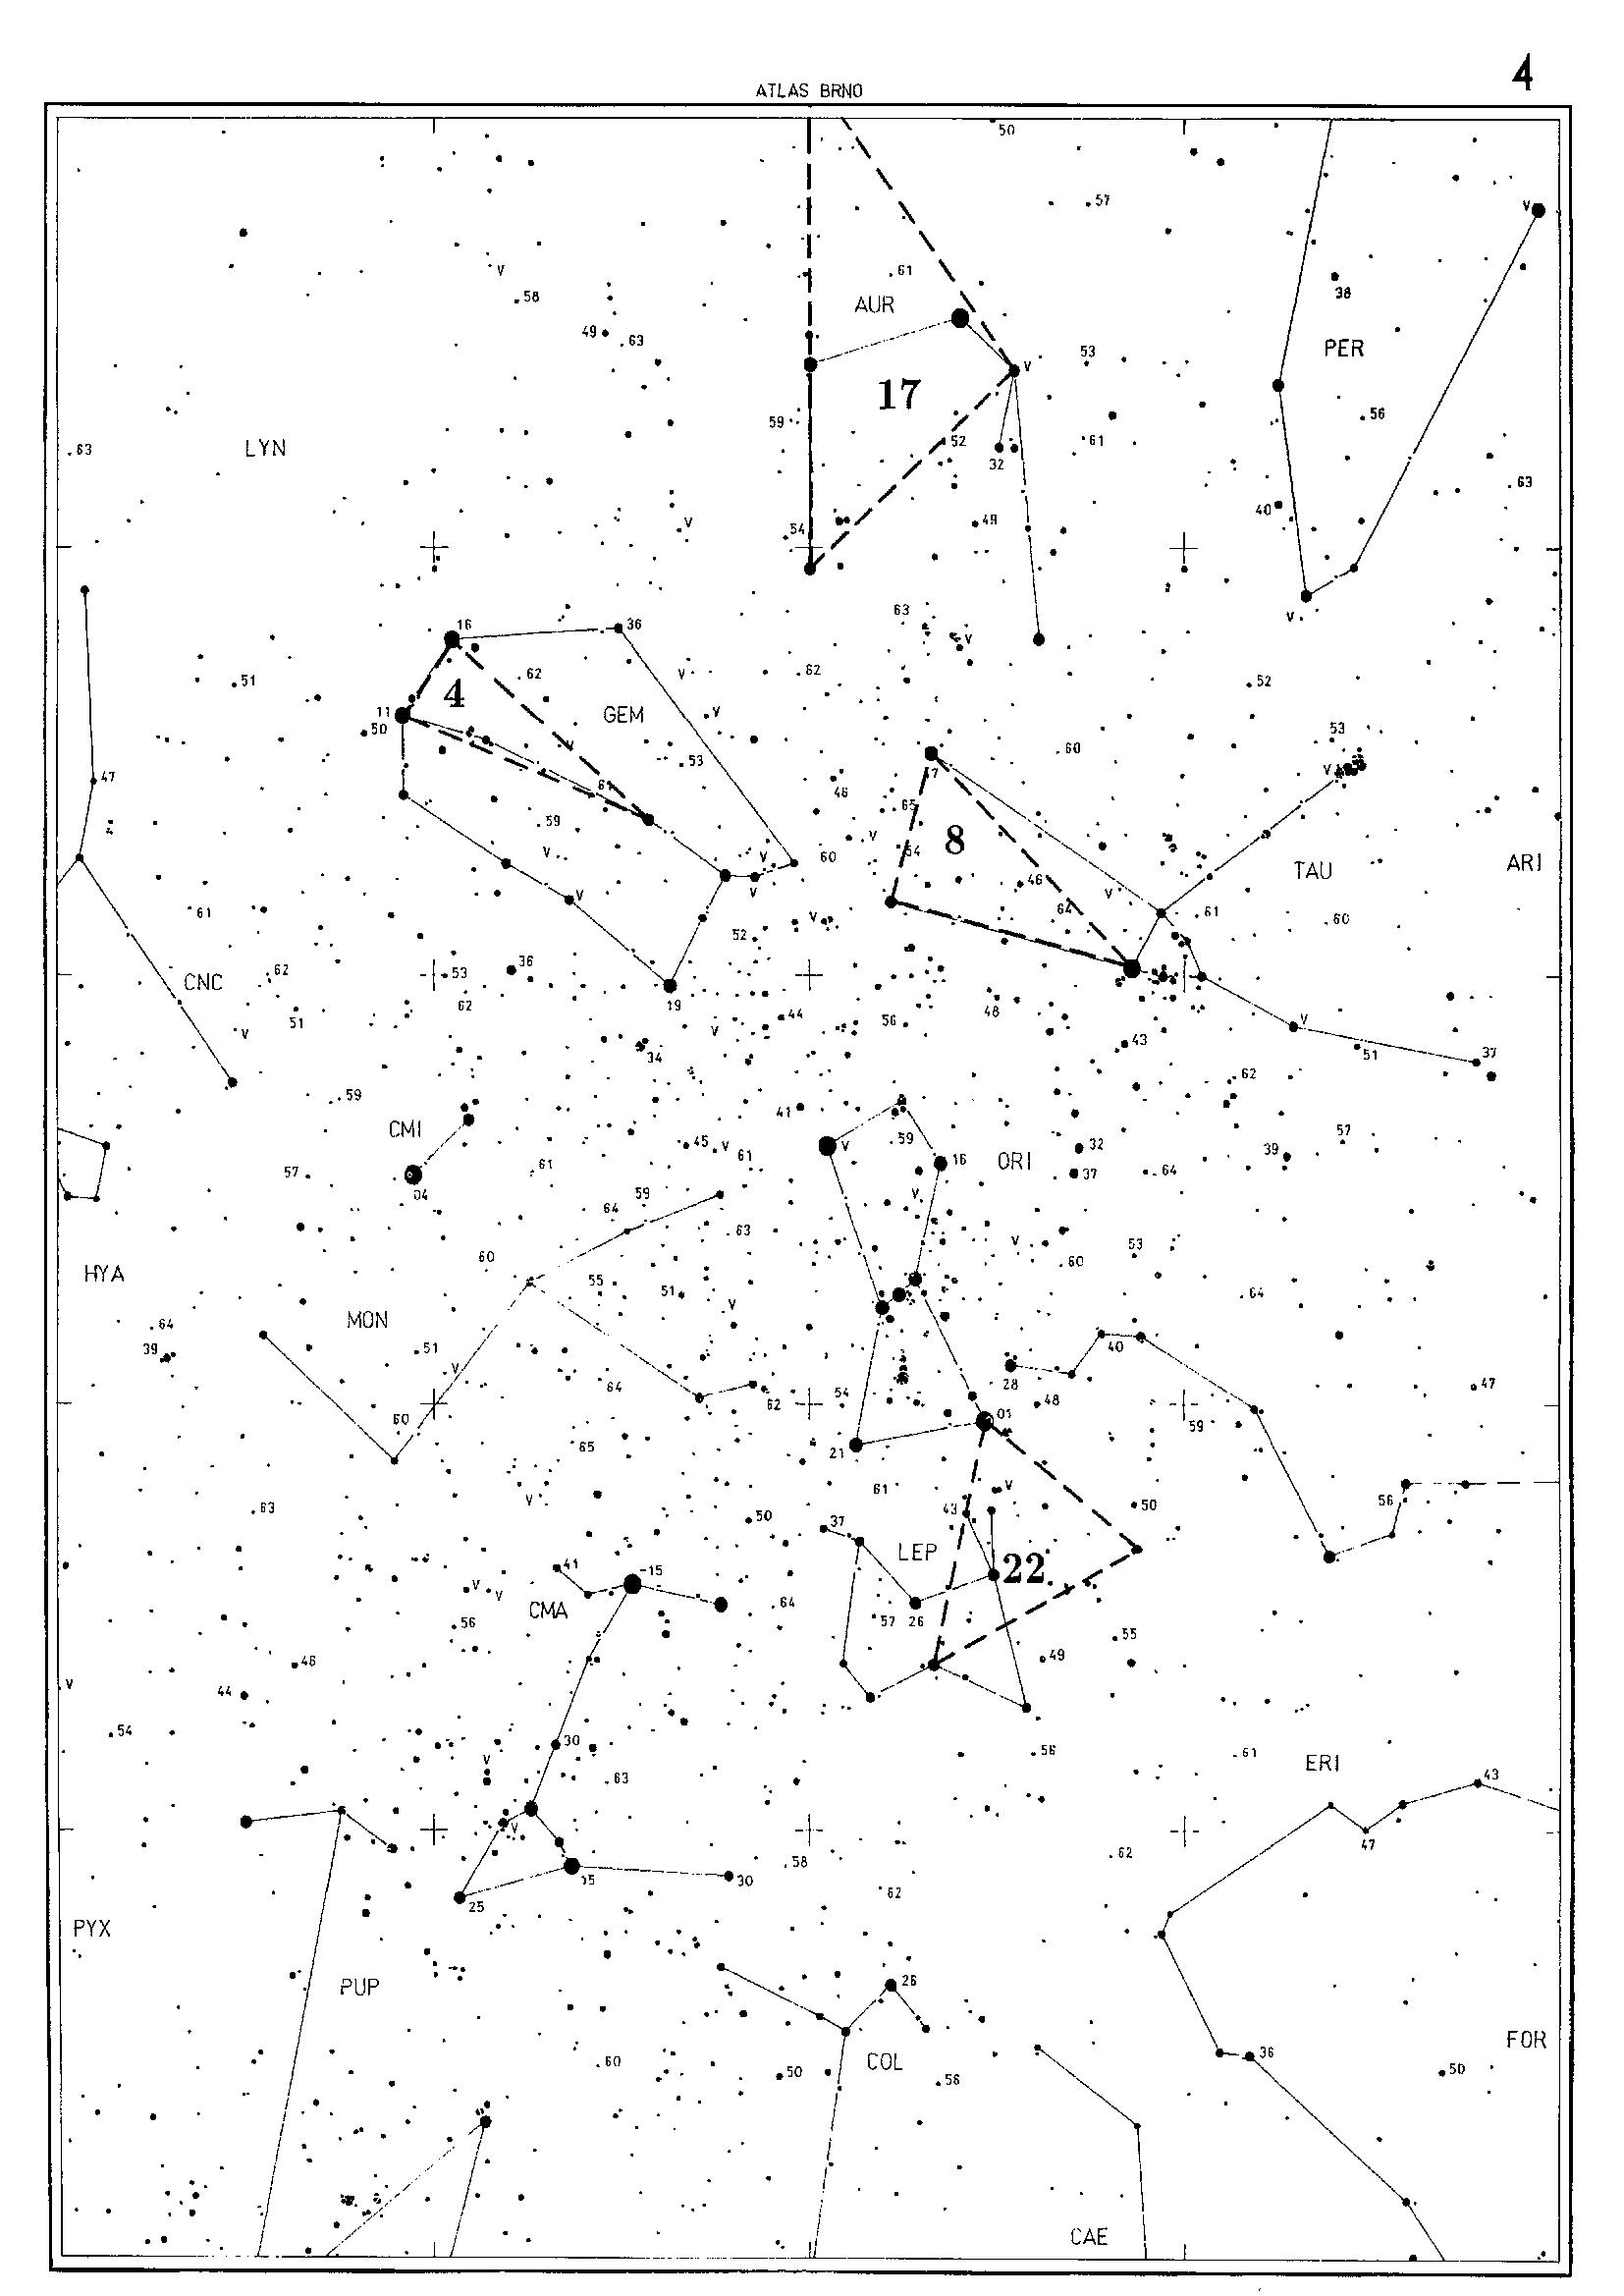 4
ATLAS BRNO
50
57
V
V
61
58
38
AUR
49
63
PER
53
V
17
59
56
52
61
LYN
32
63
63
40
49
V
54
63
V
V
16
36
62
V
62
51
52
4
11
GEM
V
50
60
53
53
V
17
47
61
46
65
4
59
V
8
V
V
60
54
TAU
ARI
V
V
46
V
61
64
61
60
V
52
CNC
62
53
36
62
19
51
44
56
48
V
V
V
43
51
37
34
62
59
41
CMI
45
V
59
57
V
16
ORI
32
39
61
61
57
04
37
64
59
V
64
63
60
V
53
60
HYA
55
51
64
V
MON
64
51
40
39
V
64
28
47
54
48
62
60
01
59
65
21
61
V
63
V
50
43
50
56
37
LEP
41
-15
22
V
V
CMA
64
57
26
56
55
46
49
V
44
54
30
56
61
ERI
V
63
43
V
47
58
62
05
30
25
62
PYX
PUP
26
FOR
36
COL
60
50
56
50
CAE